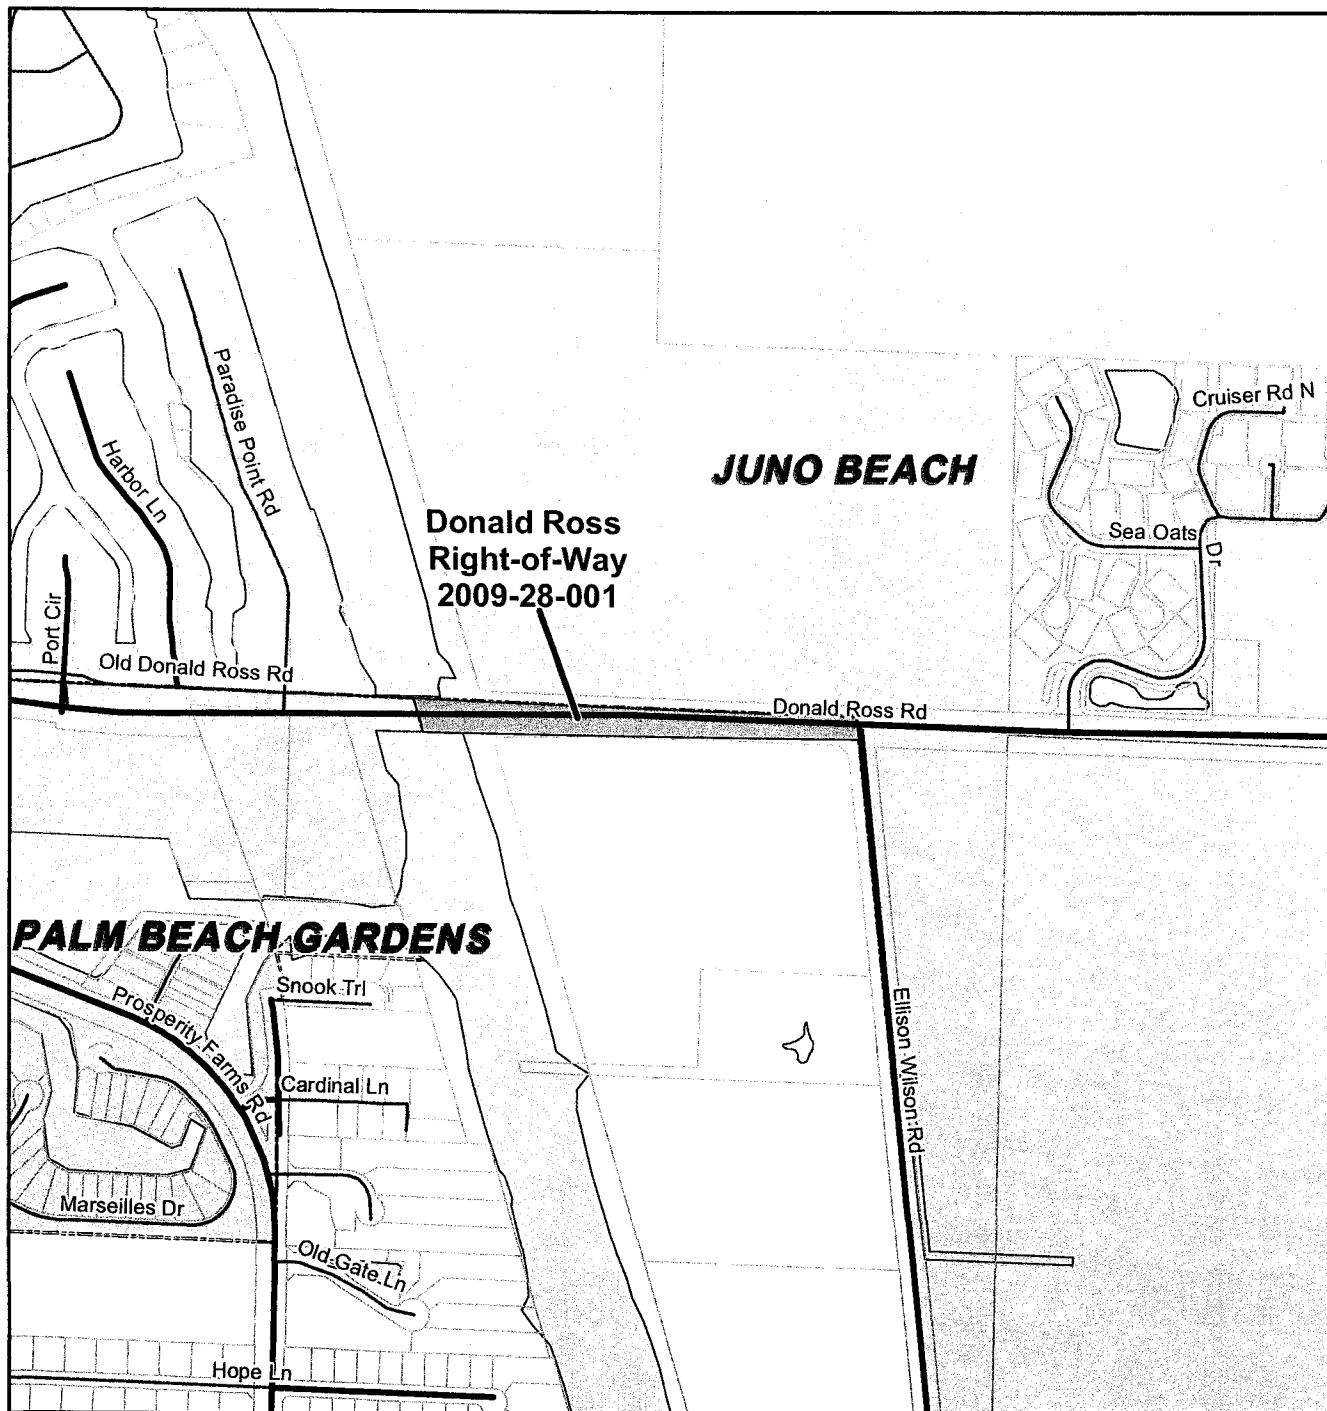 Cruiser Rd N
Paradise Point Rd
Harbor Ln
JUNO BEACH
Donald Ross
Right-of-Way
2009-28-001
Sea Oats Dr
Port Cir
Old Donald Ross Rd
Donald Ross Rd
PALM BEACH GARDENS
Snook Trl
Prosperity Farms Rd
Ellison Wilson Rd
Cardinal Ln
Marseilles Dr
Old Gate Ln
Hope Ln